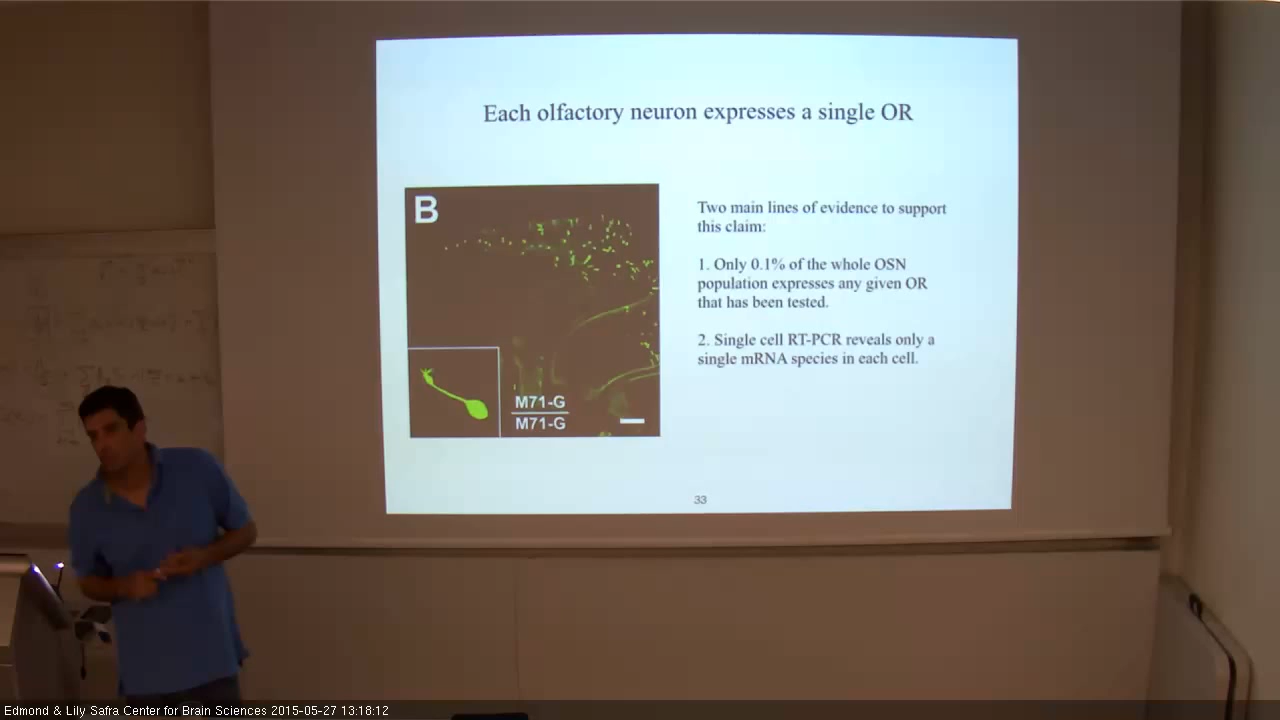 Each olfactory neuron expresses a single OR
B
M71-G
M71-G
Two main lines of evidence to support
this claim:
1. Only 0.1% of the whole OSN
population expresses any given OR
that has been tested.
2. Single cell RT-PCR reveals only a
single mRNA species in each cell.
33
Edmond & Lily Safra Center for Brain Sciences 2015-05-27 13:18:12